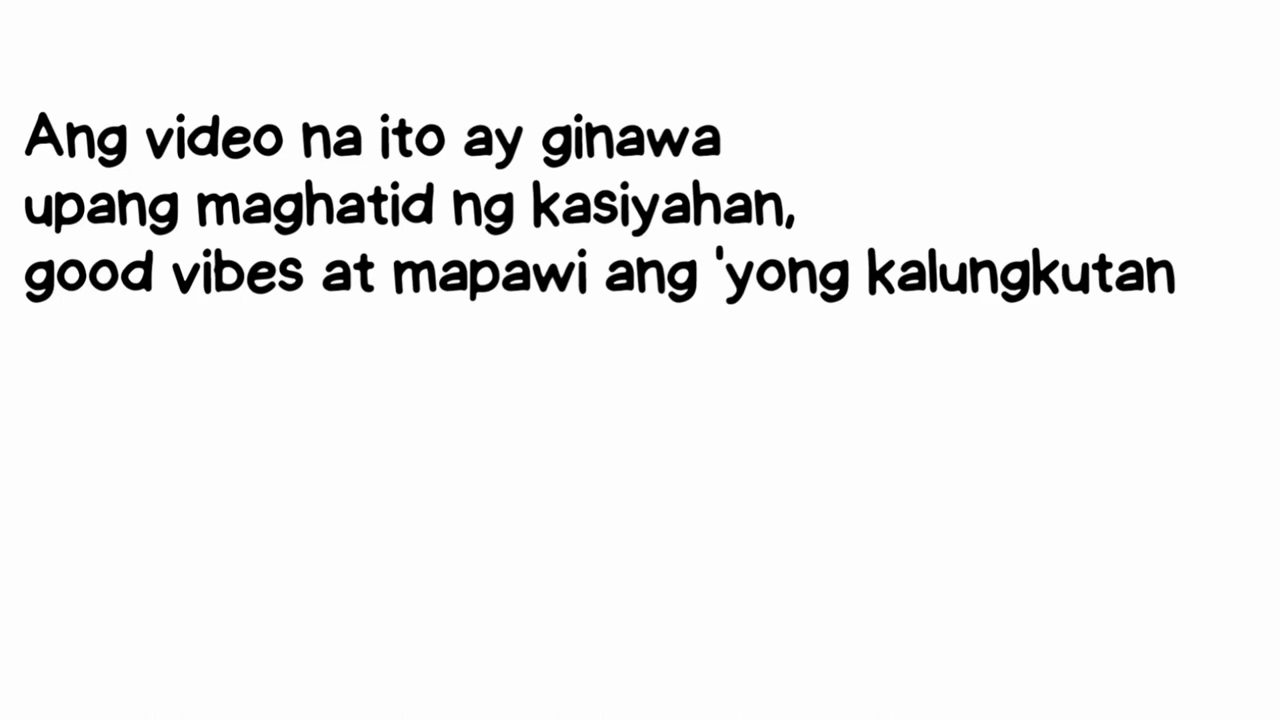 Ang video na ito ay ginawa
upang maghatid ng kasiyahan,
good vibes at mapawi ang 'yong kalungkutan